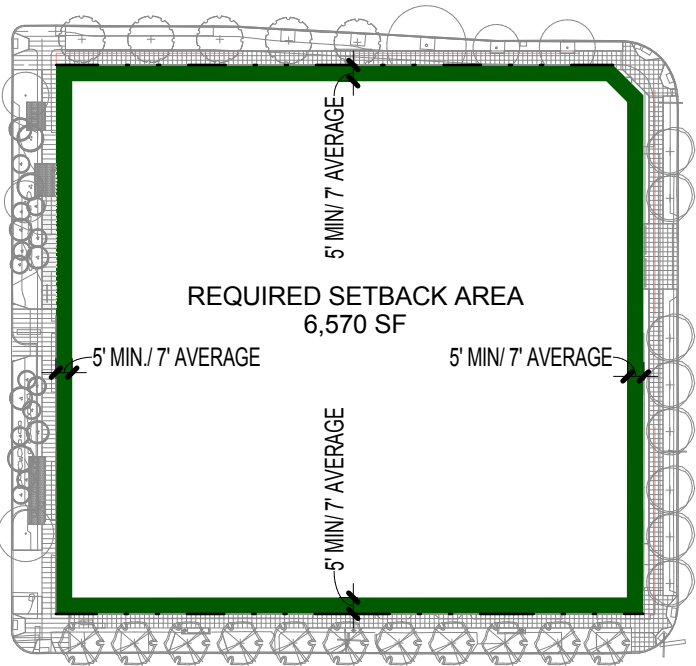 5' MIN/ 7' AVERAGE
REQUIRED SETBACK AREA
6,570 SF
5' MIN./ 7' AVERAGE
5' MIN/ 7' AVERAGE
5' MIN/ 7' AVERAGE